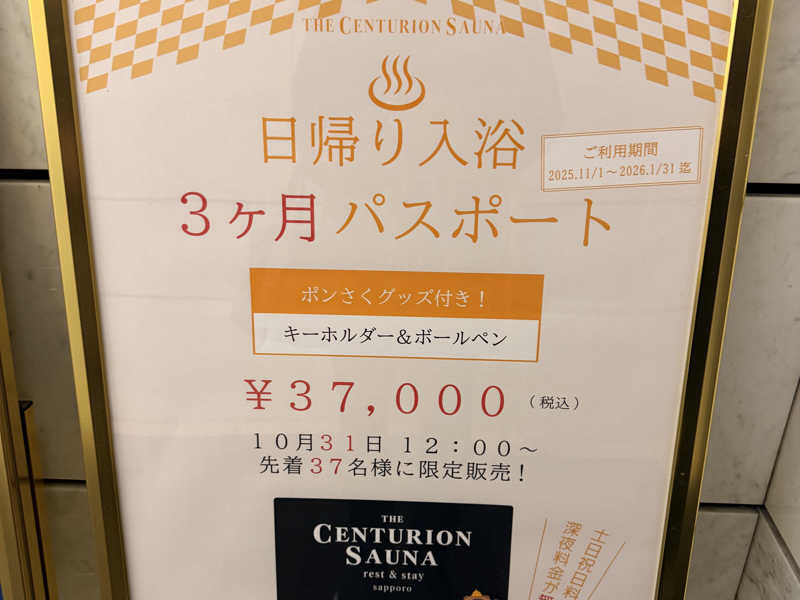 THE CENTURION SAUNA
日帰り入浴
ご利用期間
2025.11/1～2026.1/31迄
3ヶ月パスポート
ポンさくグッズ付き！
キーホルダー＆ボールペン
￥37,000（税込）
10月31日 12：00～
先着37名様に限定販売！
THE
CENTURION
SAUNA
rest & stay
sapporo
土日祝日料
深夜料金が